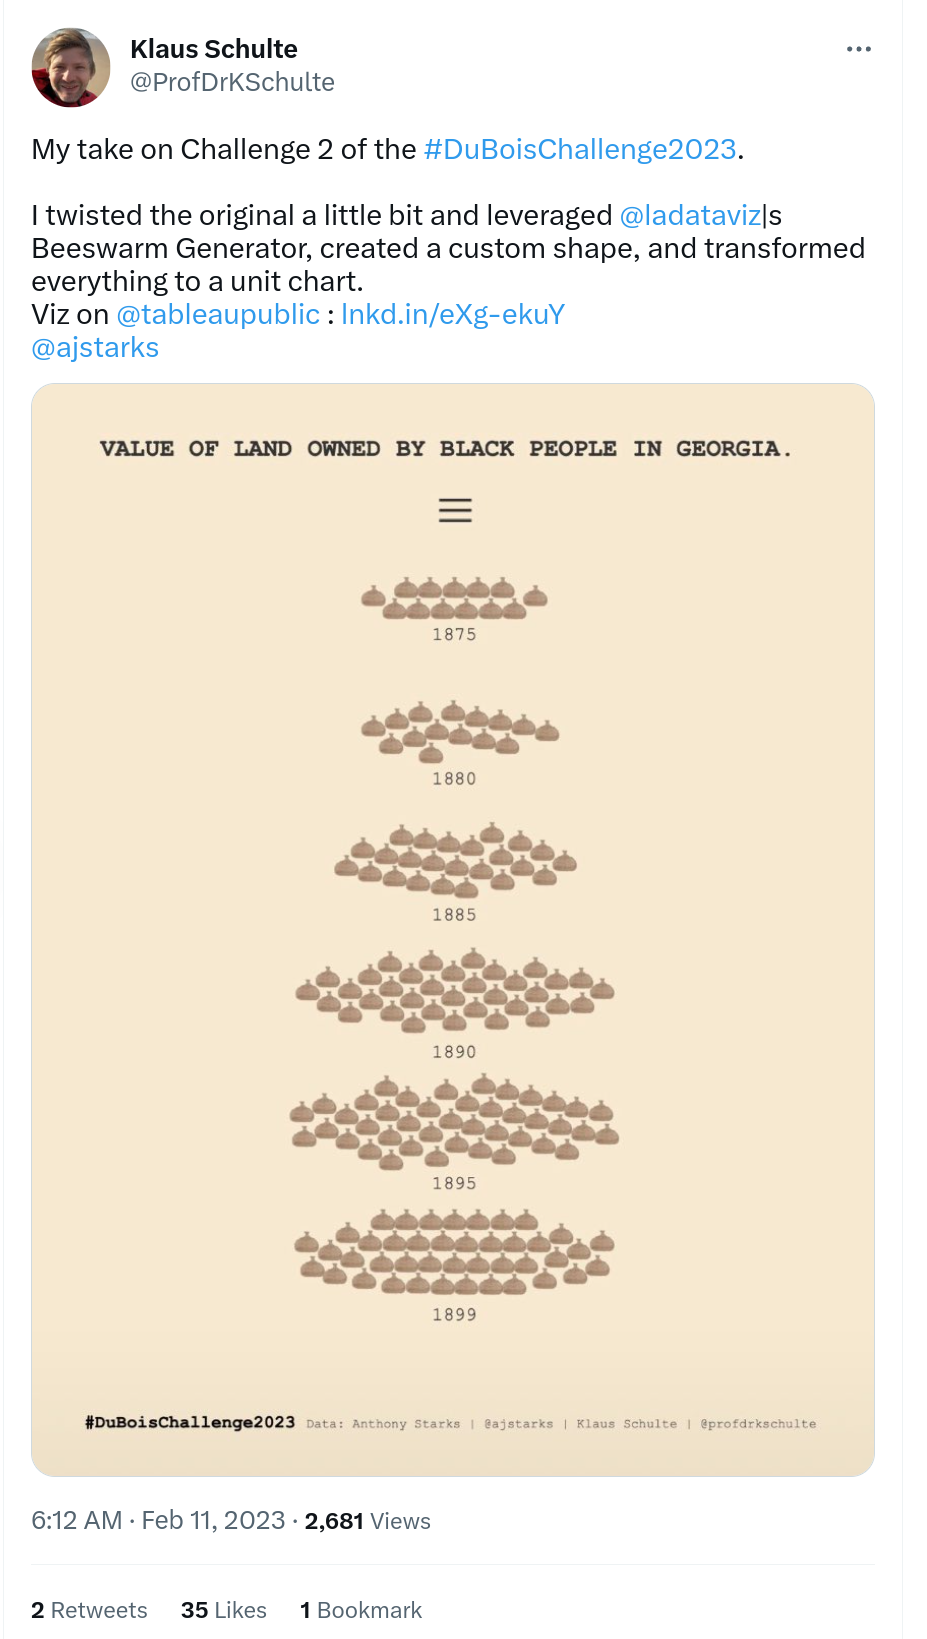 Klaus Schulte
@ProfDrKSchulte
My take on Challenge 2 of the #DuBoisChallenge2023.
I twisted the original a little bit and leveraged @ladataviz|s
Beeswarm Generator, created a custom shape, and transformed
everything to a unit chart.
Viz on @tableaupublic : lnkd.in/eXg-ekuY
@ajstarks
VALUE OF LAND OWNED BY BLACK PEOPLE IN GEORGIA.
1875
1880
1885
1890
1895
1899
#DuBoisChallenge2023 Data: Anthony Starks | @ajstarks | Klaus Schulte | @profdrkschulte
6:12 AM · Feb 11, 2023 · 2,681 Views
2 Retweets 35 Likes 1 Bookmark